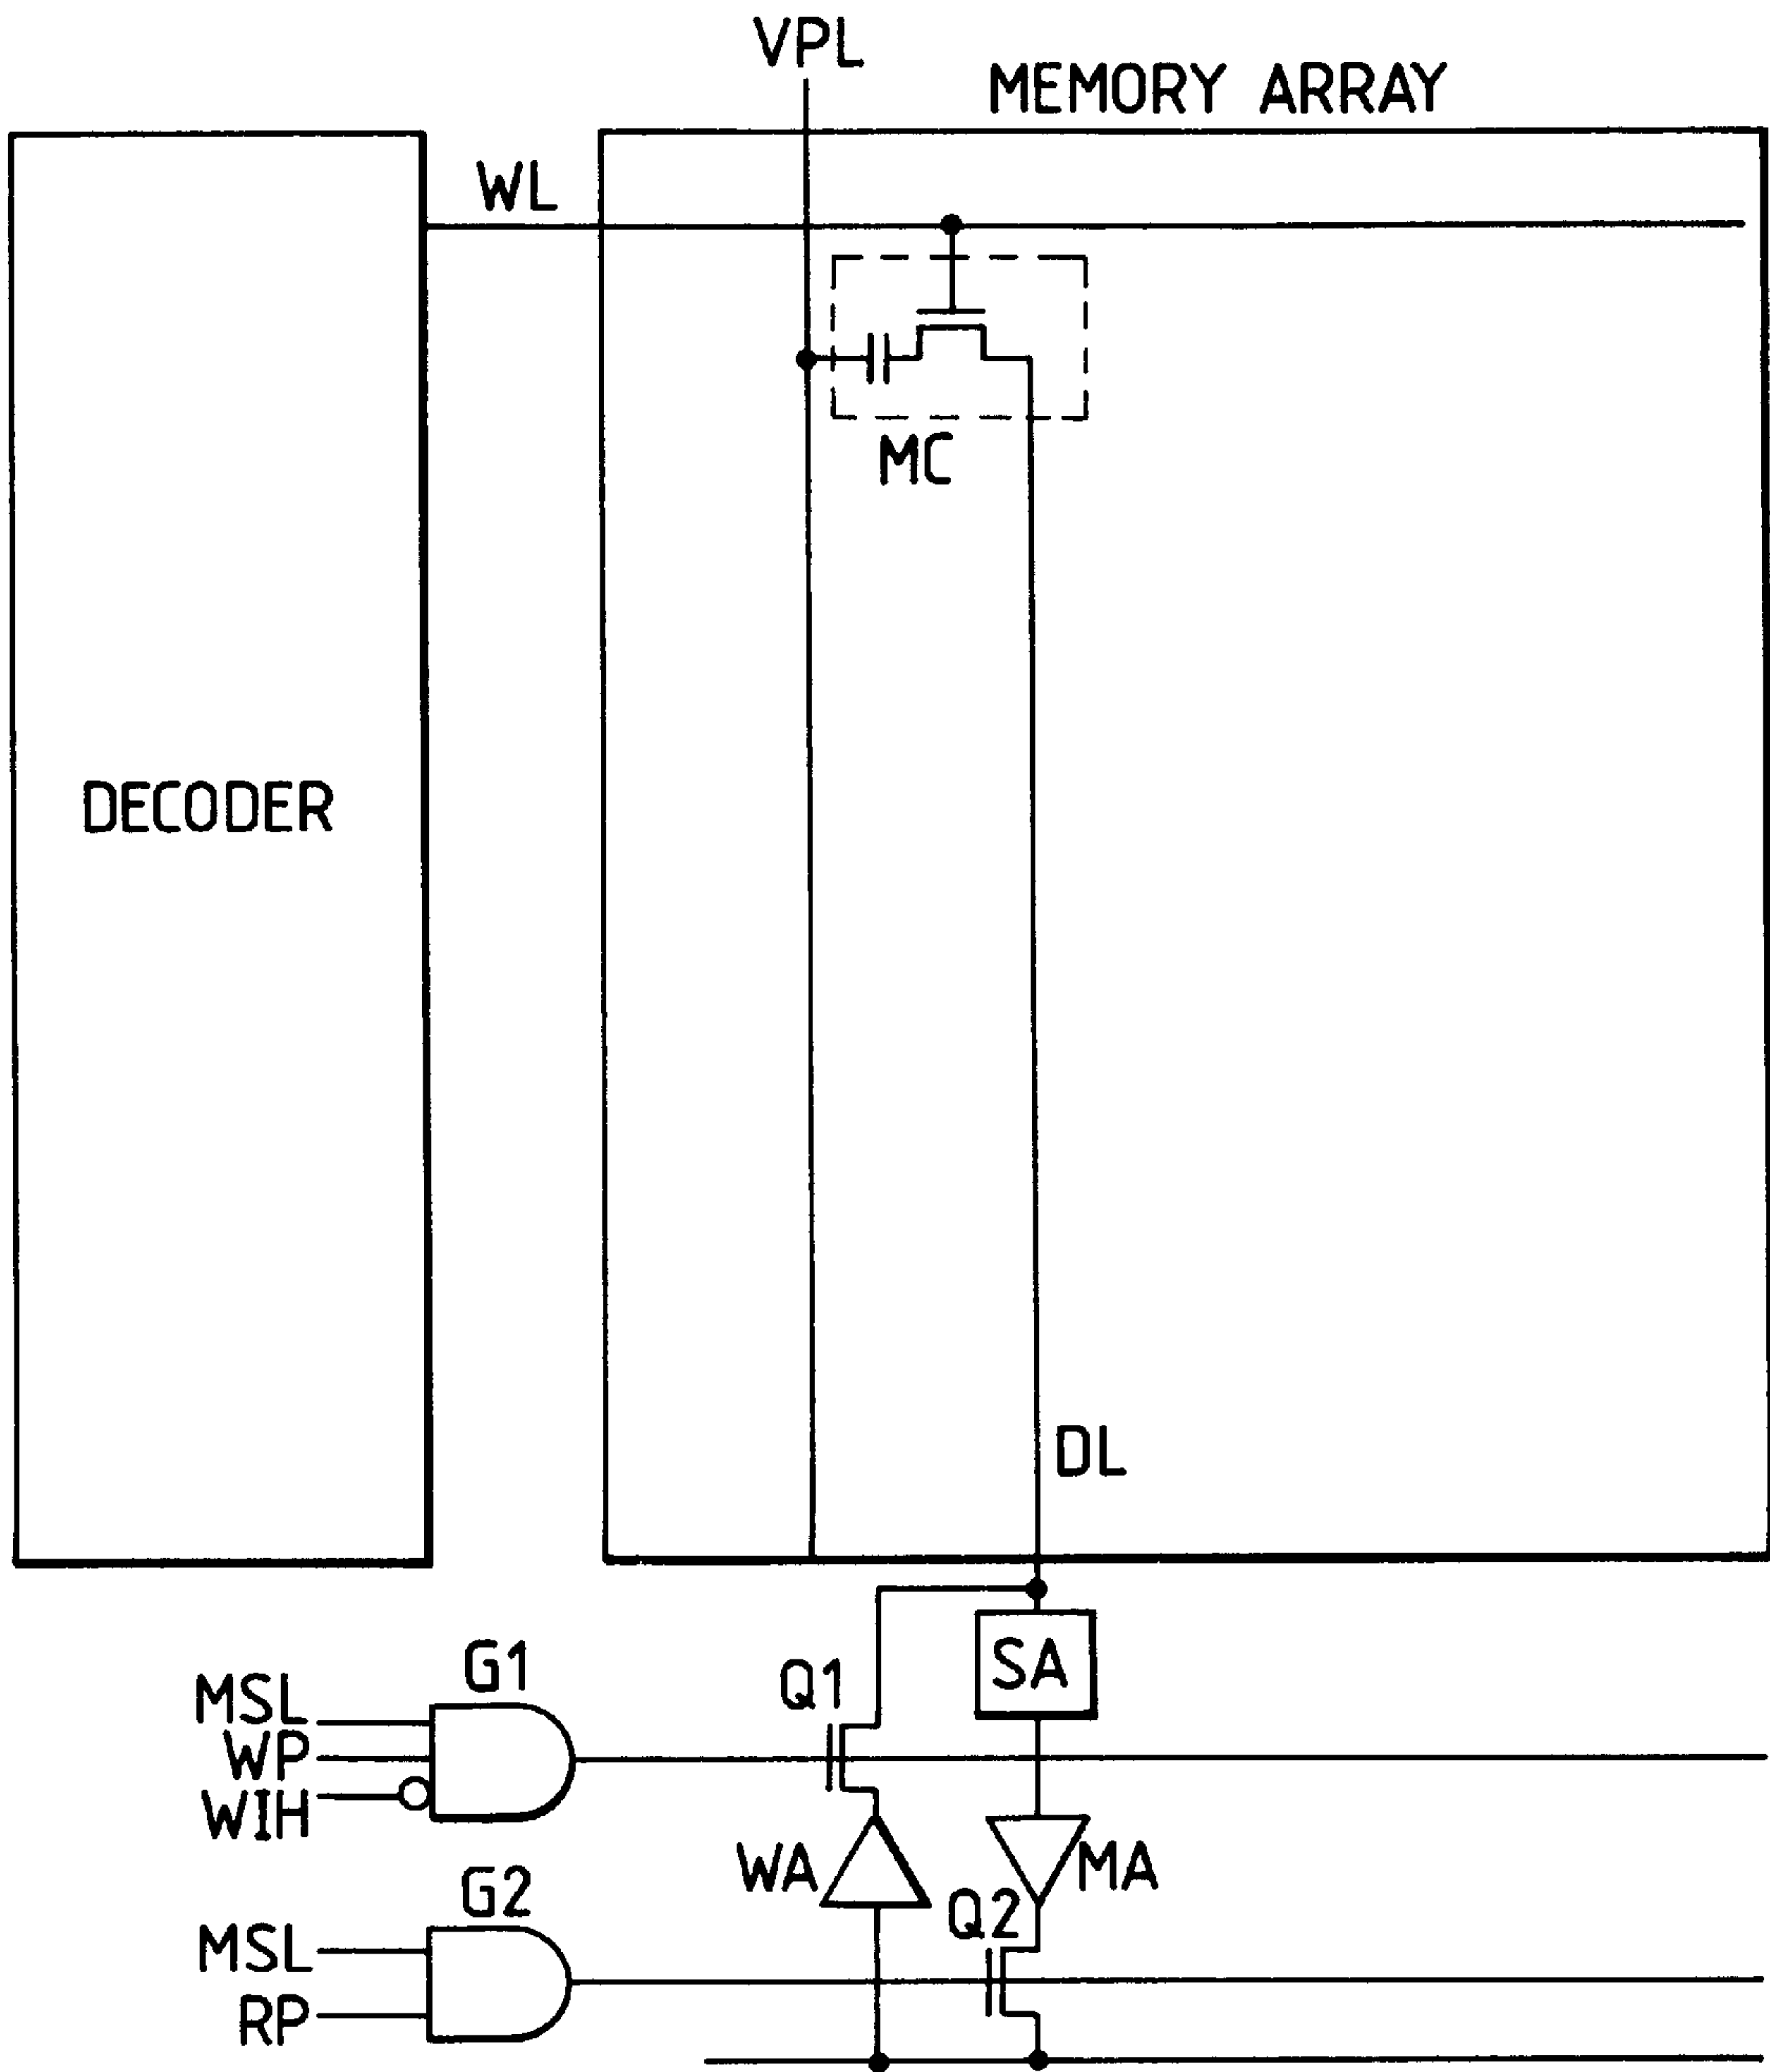 VPL
MEMORY ARRAY
WL
MC
DECODER
DL
G1
Q1
SA
MSL
WP
WIH
WA
MA
G2
Q2
MSL
RP